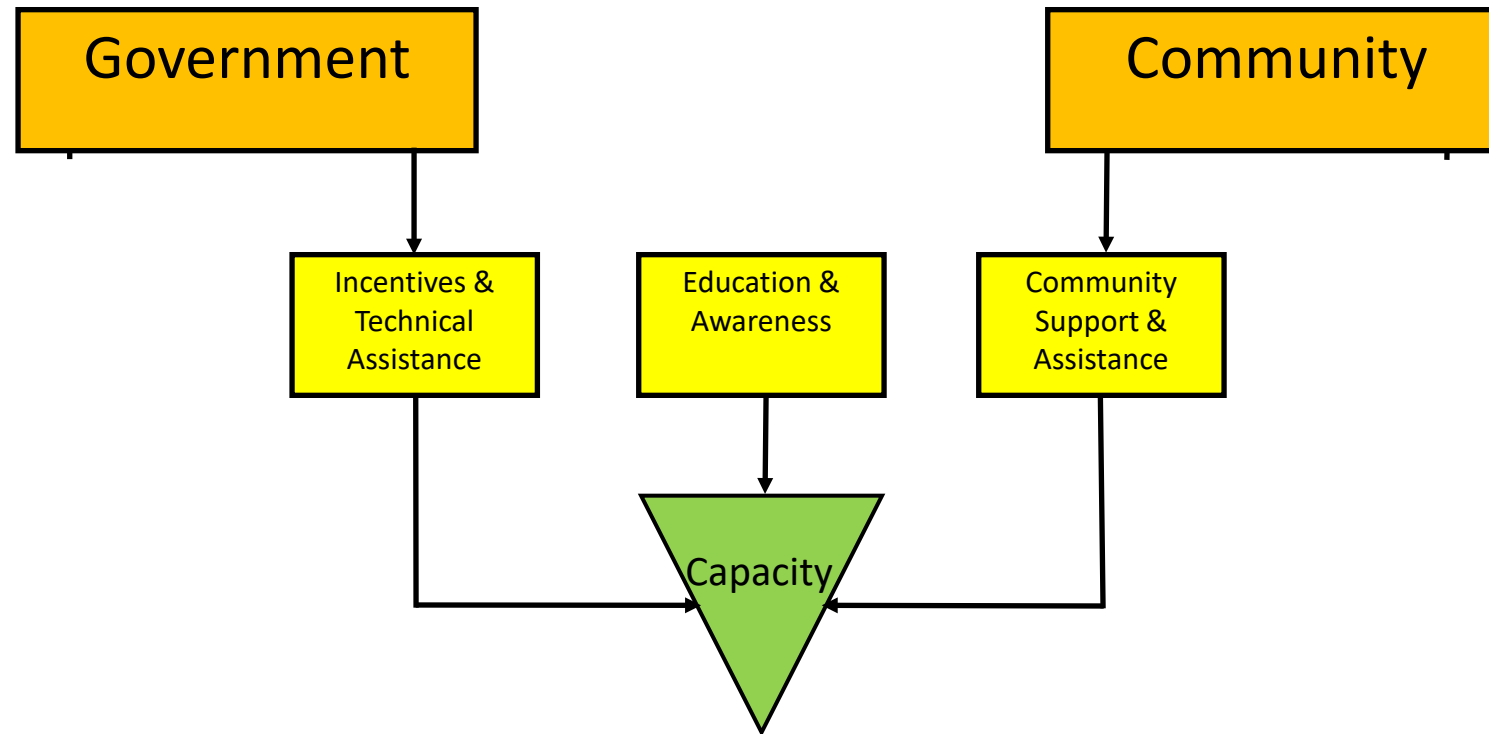 Government
Community
Incentives &
Technical
Assistance
Education &
Awareness
Community
Support &
Assistance
Capacity